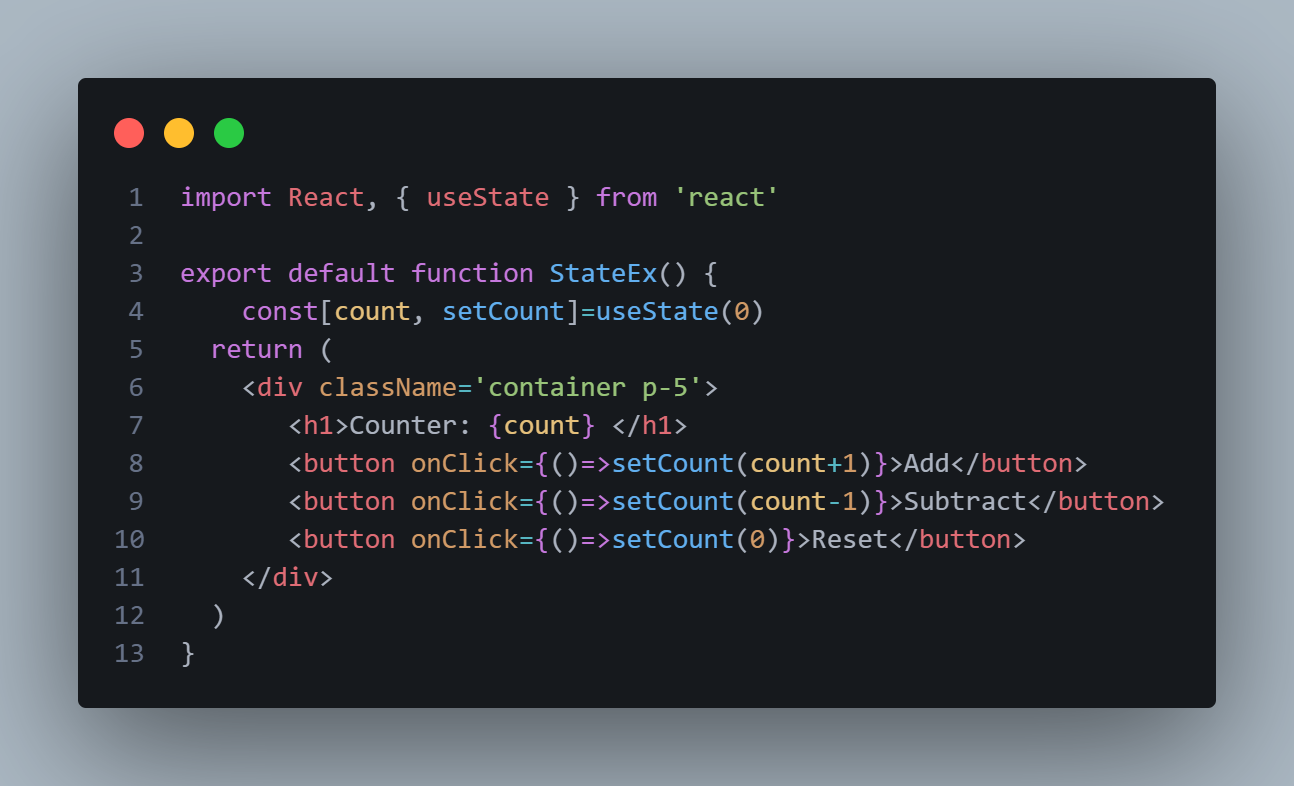 1 import React, { useState } from 'react'
2
3 export default function StateEx() {
4     const[count, setCount]=useState(0)
5   return (
6     <div className='container p-5'>
7        <h1>Counter: {count} </h1>
8        <button onClick={()=>setCount(count+1)}>Add</button>
9        <button onClick={()=>setCount(count-1)}>Subtract</button>
10        <button onClick={()=>setCount(0)}>Reset</button>
11     </div>
12   )
13 }